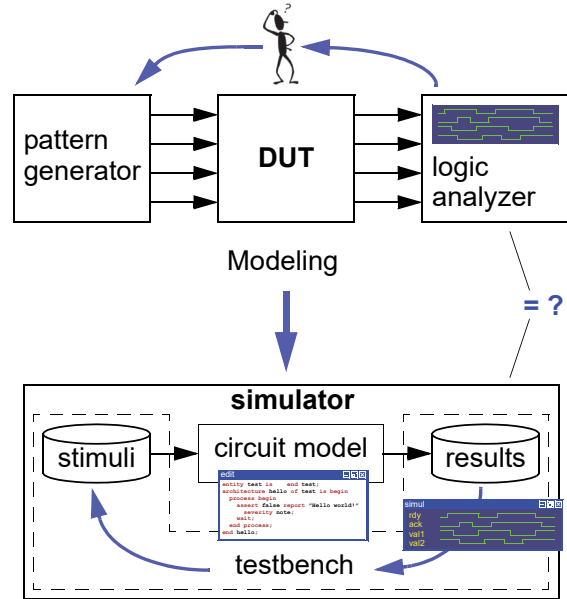 ?
pattern
generator
DUT
logic
analyzer
Modeling
= ?
simulator
stimuli
circuit model
results
edit
entity test is    end test;
architecture hello of test is begin
process begin
assert false report "Hello world!"
severity note;
wait;
end process;
end hello;
simul
rdy
ack
val1
val2
testbench